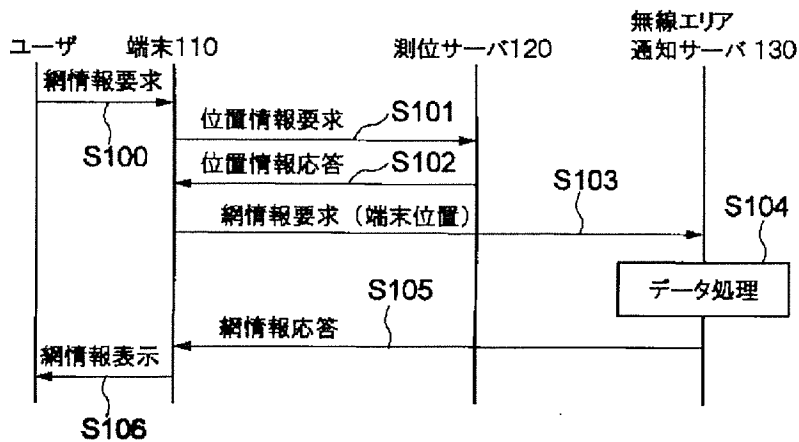 ユーザ
端末110
測位サーバ120
無線エリア
通知サーバ130
網情報要求
S100
位置情報要求
S101
位置情報応答
S102
網情報要求（端末位置）
S103
S104
データ処理
S105
網情報応答
網情報表示
S106